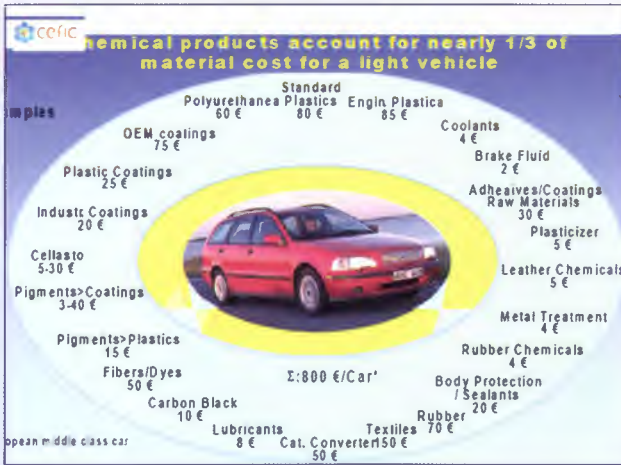 cefic
hemical products account for nearly 1/3 of
material cost for a light vehicle
mples
Standard
Polyurethanea Plastics Engin. Plastica
60 € 80 € 85 €
OEM coatings
75 €
Coolants
4 €
Brake Fluid
2 €
Plastic Coatings
25 €
Adheaives/Coatings
Raw Materials
30 €
Industr. Coatings
20 €
Plasticizer
5 €
Cellasto
5-30 €
Leather Chemicals
5 €
Pigments>Coatings
3-40 €
Metal Treatment
4 €
Pigments>Plastics
15 €
Rubber Chemicals
4 €
Fibers/Dyes
50 €
Σ:800 €/Car*
Body Protection
/ Sealants
20 €
Carbon Black
10 €
Rubber
70 €
Lubricants
8 €
Textiles
150 €
Cat. Converter
50 €
opean middle class car